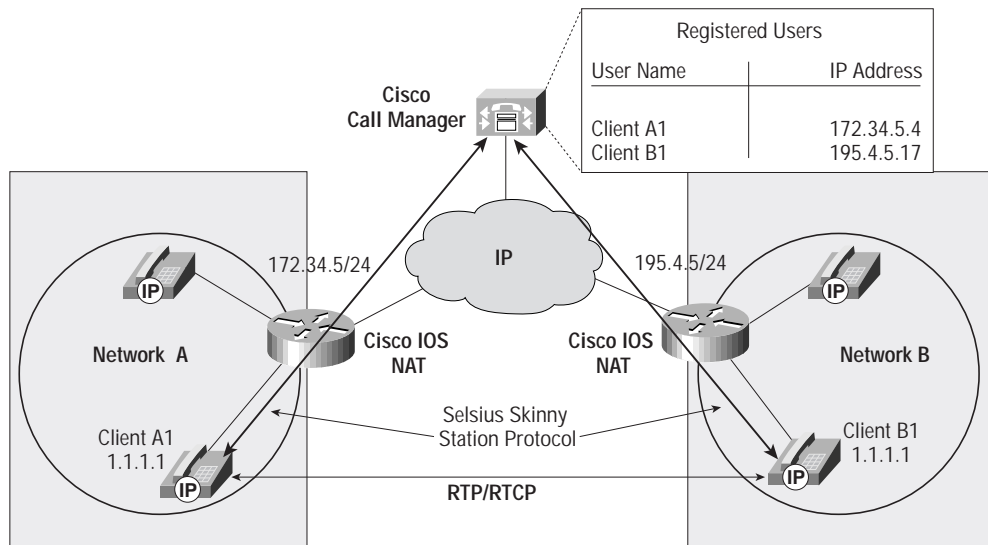 Registered Users
User Name IP Address
Client A1 172.34.5.4
Client B1 195.4.5.17
Cisco
Call Manager
172.34.5/24
IP
195.4.5/24
IP
IP
Network A
Cisco IOS
NAT
Cisco IOS
NAT
Network B
Selsius Skinny
Station Protocol
Client A1
1.1.1.1
IP
Client B1
1.1.1.1
IP
RTP/RTCP